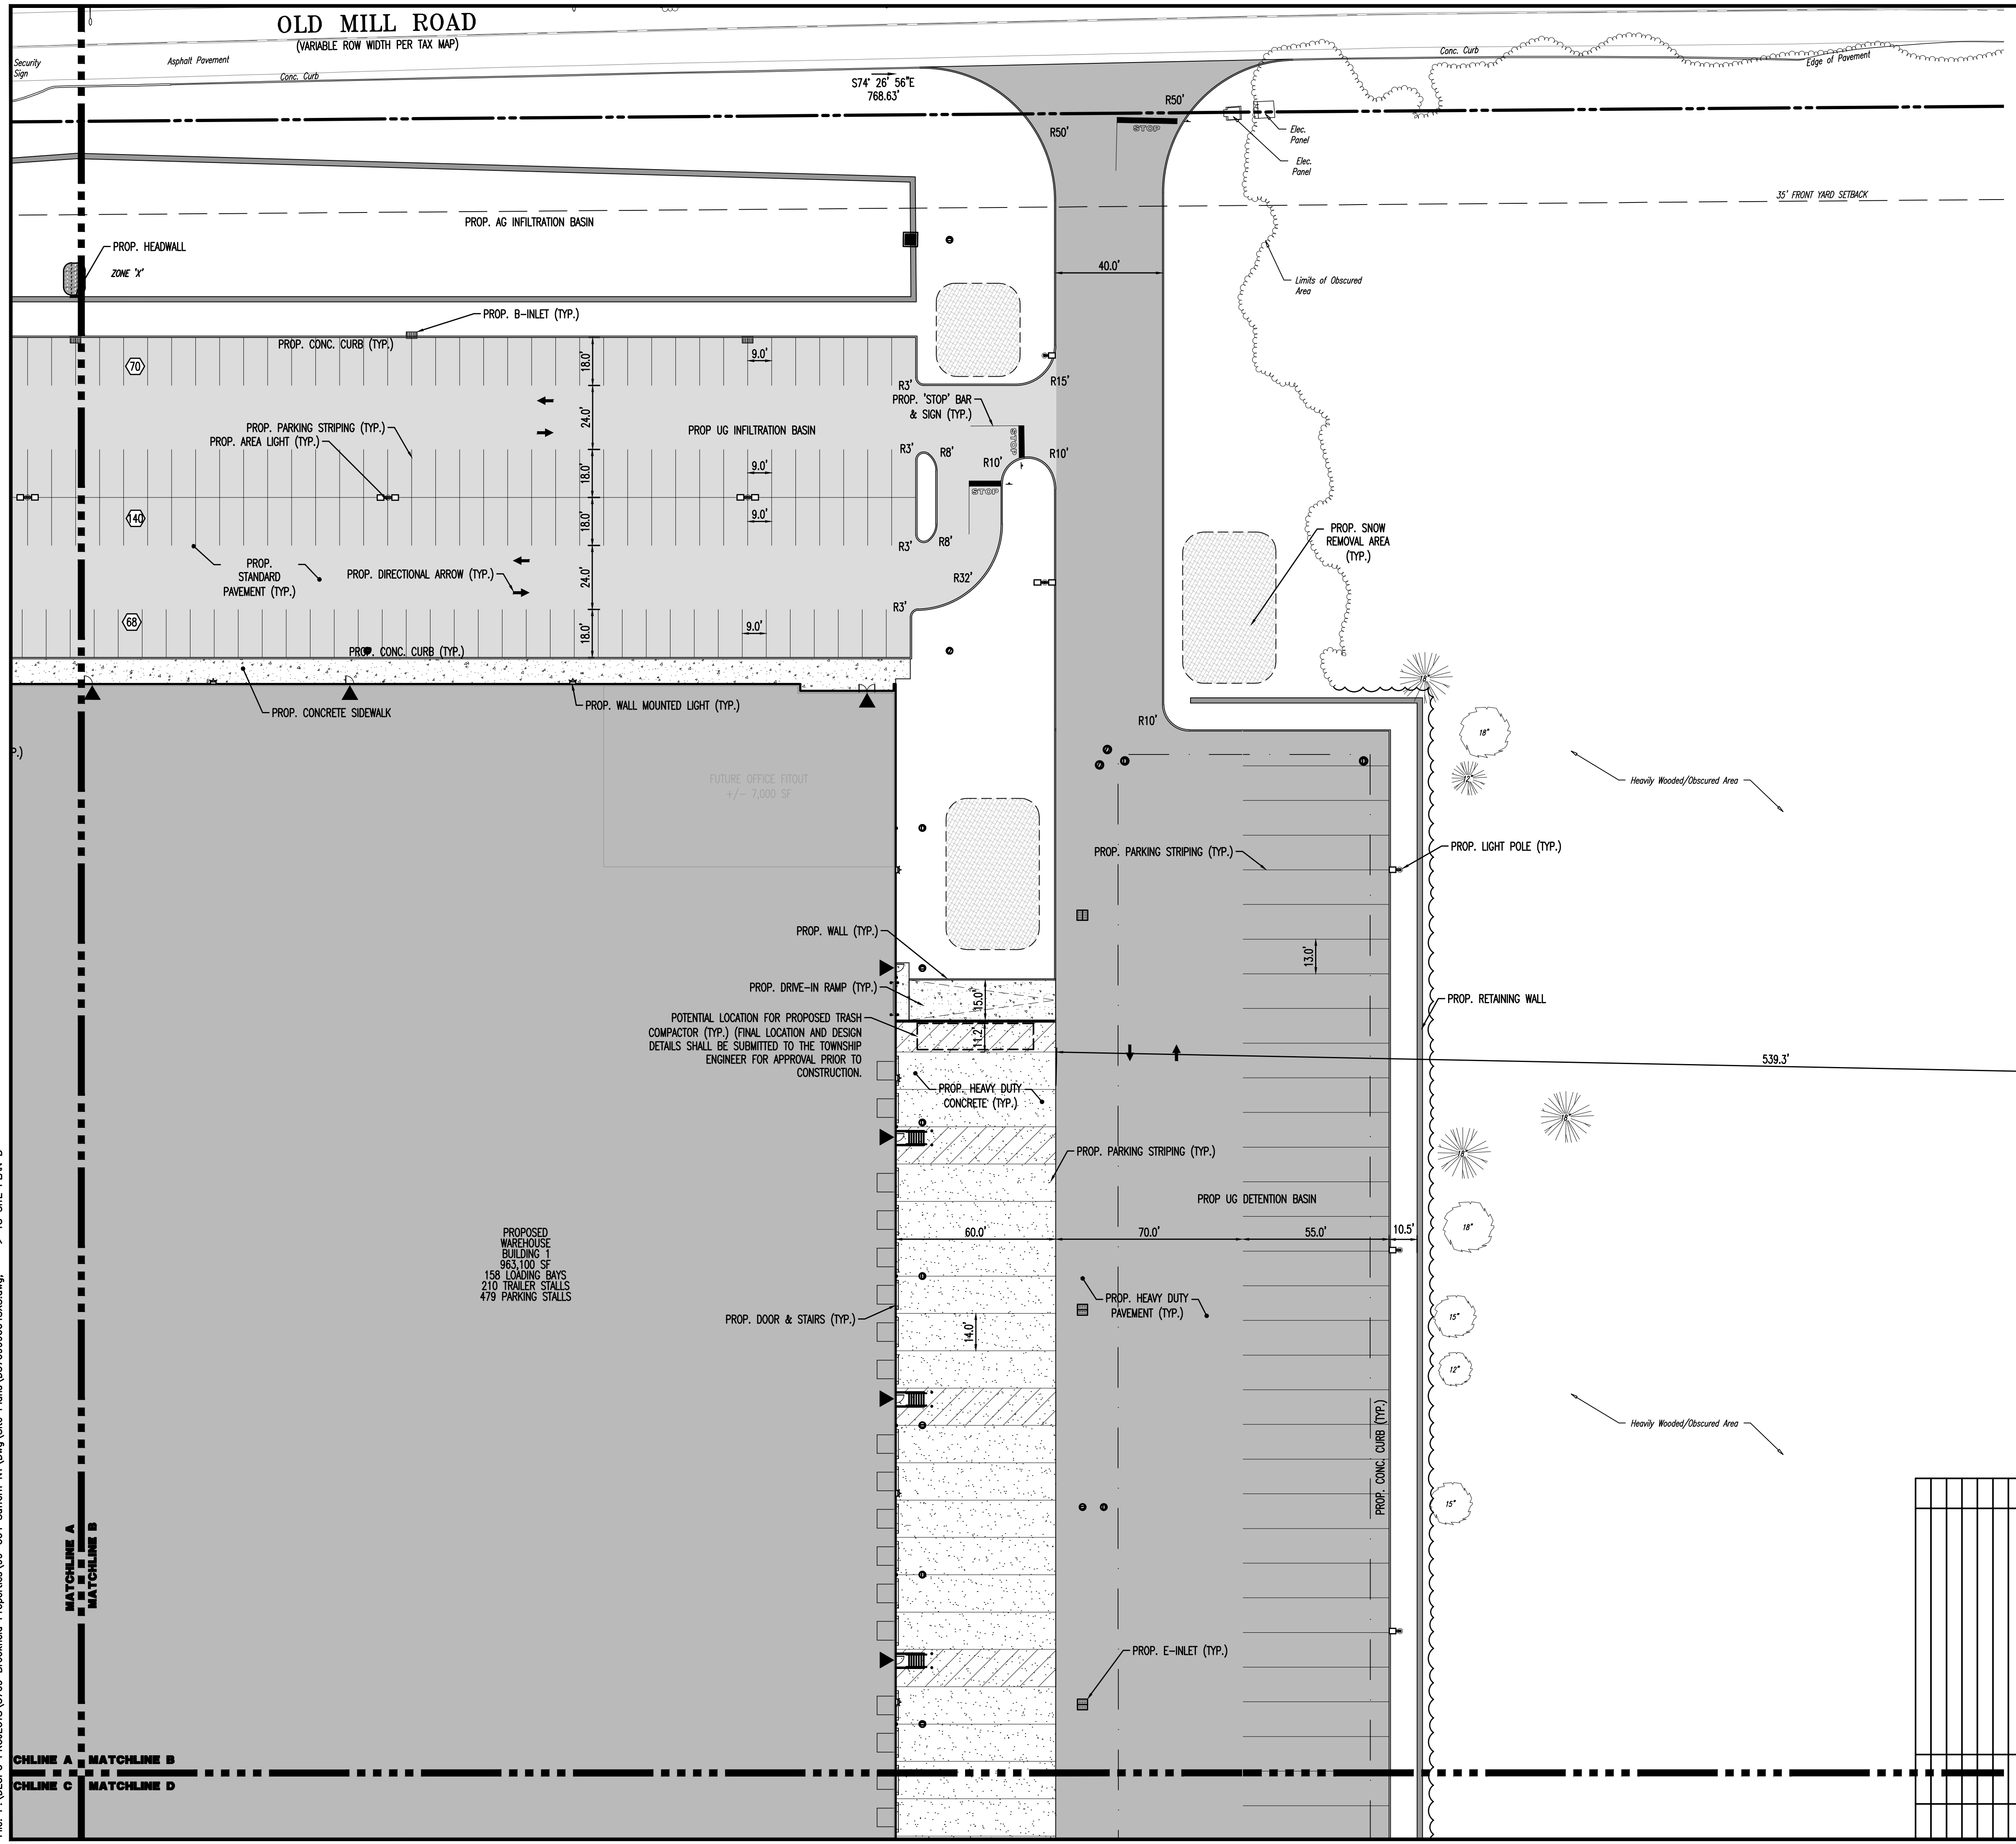 OLD MILL ROAD
(VARIABLE ROW WIDTH PER TAX MAP)
Security
Sign
Asphalt Pavement
Conc. Curb
S74° 26' 56"E
768.63'
R50'
R50'
STOP
Conc. Curb
Edge of Pavement
Elec.
Panel
Elec.
Panel
35' FRONT YARD SETBACK
PROP. AG INFILTRATION BASIN
PROP. HEADWALL
ZONE 'X'
40.0'
Limits of Obscured
Area
PROP. B-INLET (TYP.)
PROP. CONC. CURB (TYP.)
70
18.0'
9.0'
R3'
R15'
PROP. 'STOP' BAR
& SIGN (TYP.)
24.0'
PROP. PARKING STRIPING (TYP.)
PROP. AREA LIGHT (TYP.)
PROP UG INFILTRATION BASIN
STOP
R3'
R8'
R10'
R10'
18.0'
9.0'
STOP
140
18.0'
9.0'
R3'
R8'
PROP. SNOW
REMOVAL AREA
(TYP.)
PROP.
STANDARD
PAVEMENT (TYP.)
PROP. DIRECTIONAL ARROW (TYP.)
24.0'
R32'
R3'
68
18.0'
9.0'
PROP. CONC. CURB (TYP.)
PROP. CONCRETE SIDEWALK
PROP. WALL MOUNTED LIGHT (TYP.)
18"
R10'
18"
P.)
FUTURE OFFICE FITOUT
+/- 7,000 SF
12"
Heavily Wooded/Obscured Area
PROP. PARKING STRIPING (TYP.)
PROP. LIGHT POLE (TYP.)
PROP. WALL (TYP.)
13.0'
PROP. DRIVE-IN RAMP (TYP.)
15.0'
PROP. RETAINING WALL
POTENTIAL LOCATION FOR PROPOSED TRASH
COMPACTOR (TYP.) (FINAL LOCATION AND DESIGN
DETAILS SHALL BE SUBMITTED TO THE TOWNSHIP
ENGINEER FOR APPROVAL PRIOR TO
CONSTRUCTION.
11.2'
539.3'
PROP. HEAVY DUTY
CONCRETE (TYP.)
18"
18"
PROP. PARKING STRIPING (TYP.)
PROP UG DETENTION BASIN
60.0'
70.0'
55.0'
10.5'
18"
PROPOSED
WAREHOUSE
BUILDING 1
963,100 SF
158 LOADING BAYS
210 TRAILER STALLS
479 PARKING STALLS
PROP. HEAVY DUTY
PAVEMENT (TYP.)
PROP. DOOR & STAIRS (TYP.)
14.0'
15"
12"
PROP. CONC. CURB (TYP.)
Heavily Wooded/Obscured Area
15"
MATCHLINE A
MATCHLINE B
PROP. E-INLET (TYP.)
CHLINE A
MATCHLINE B
CHLINE C
MATCHLINE D